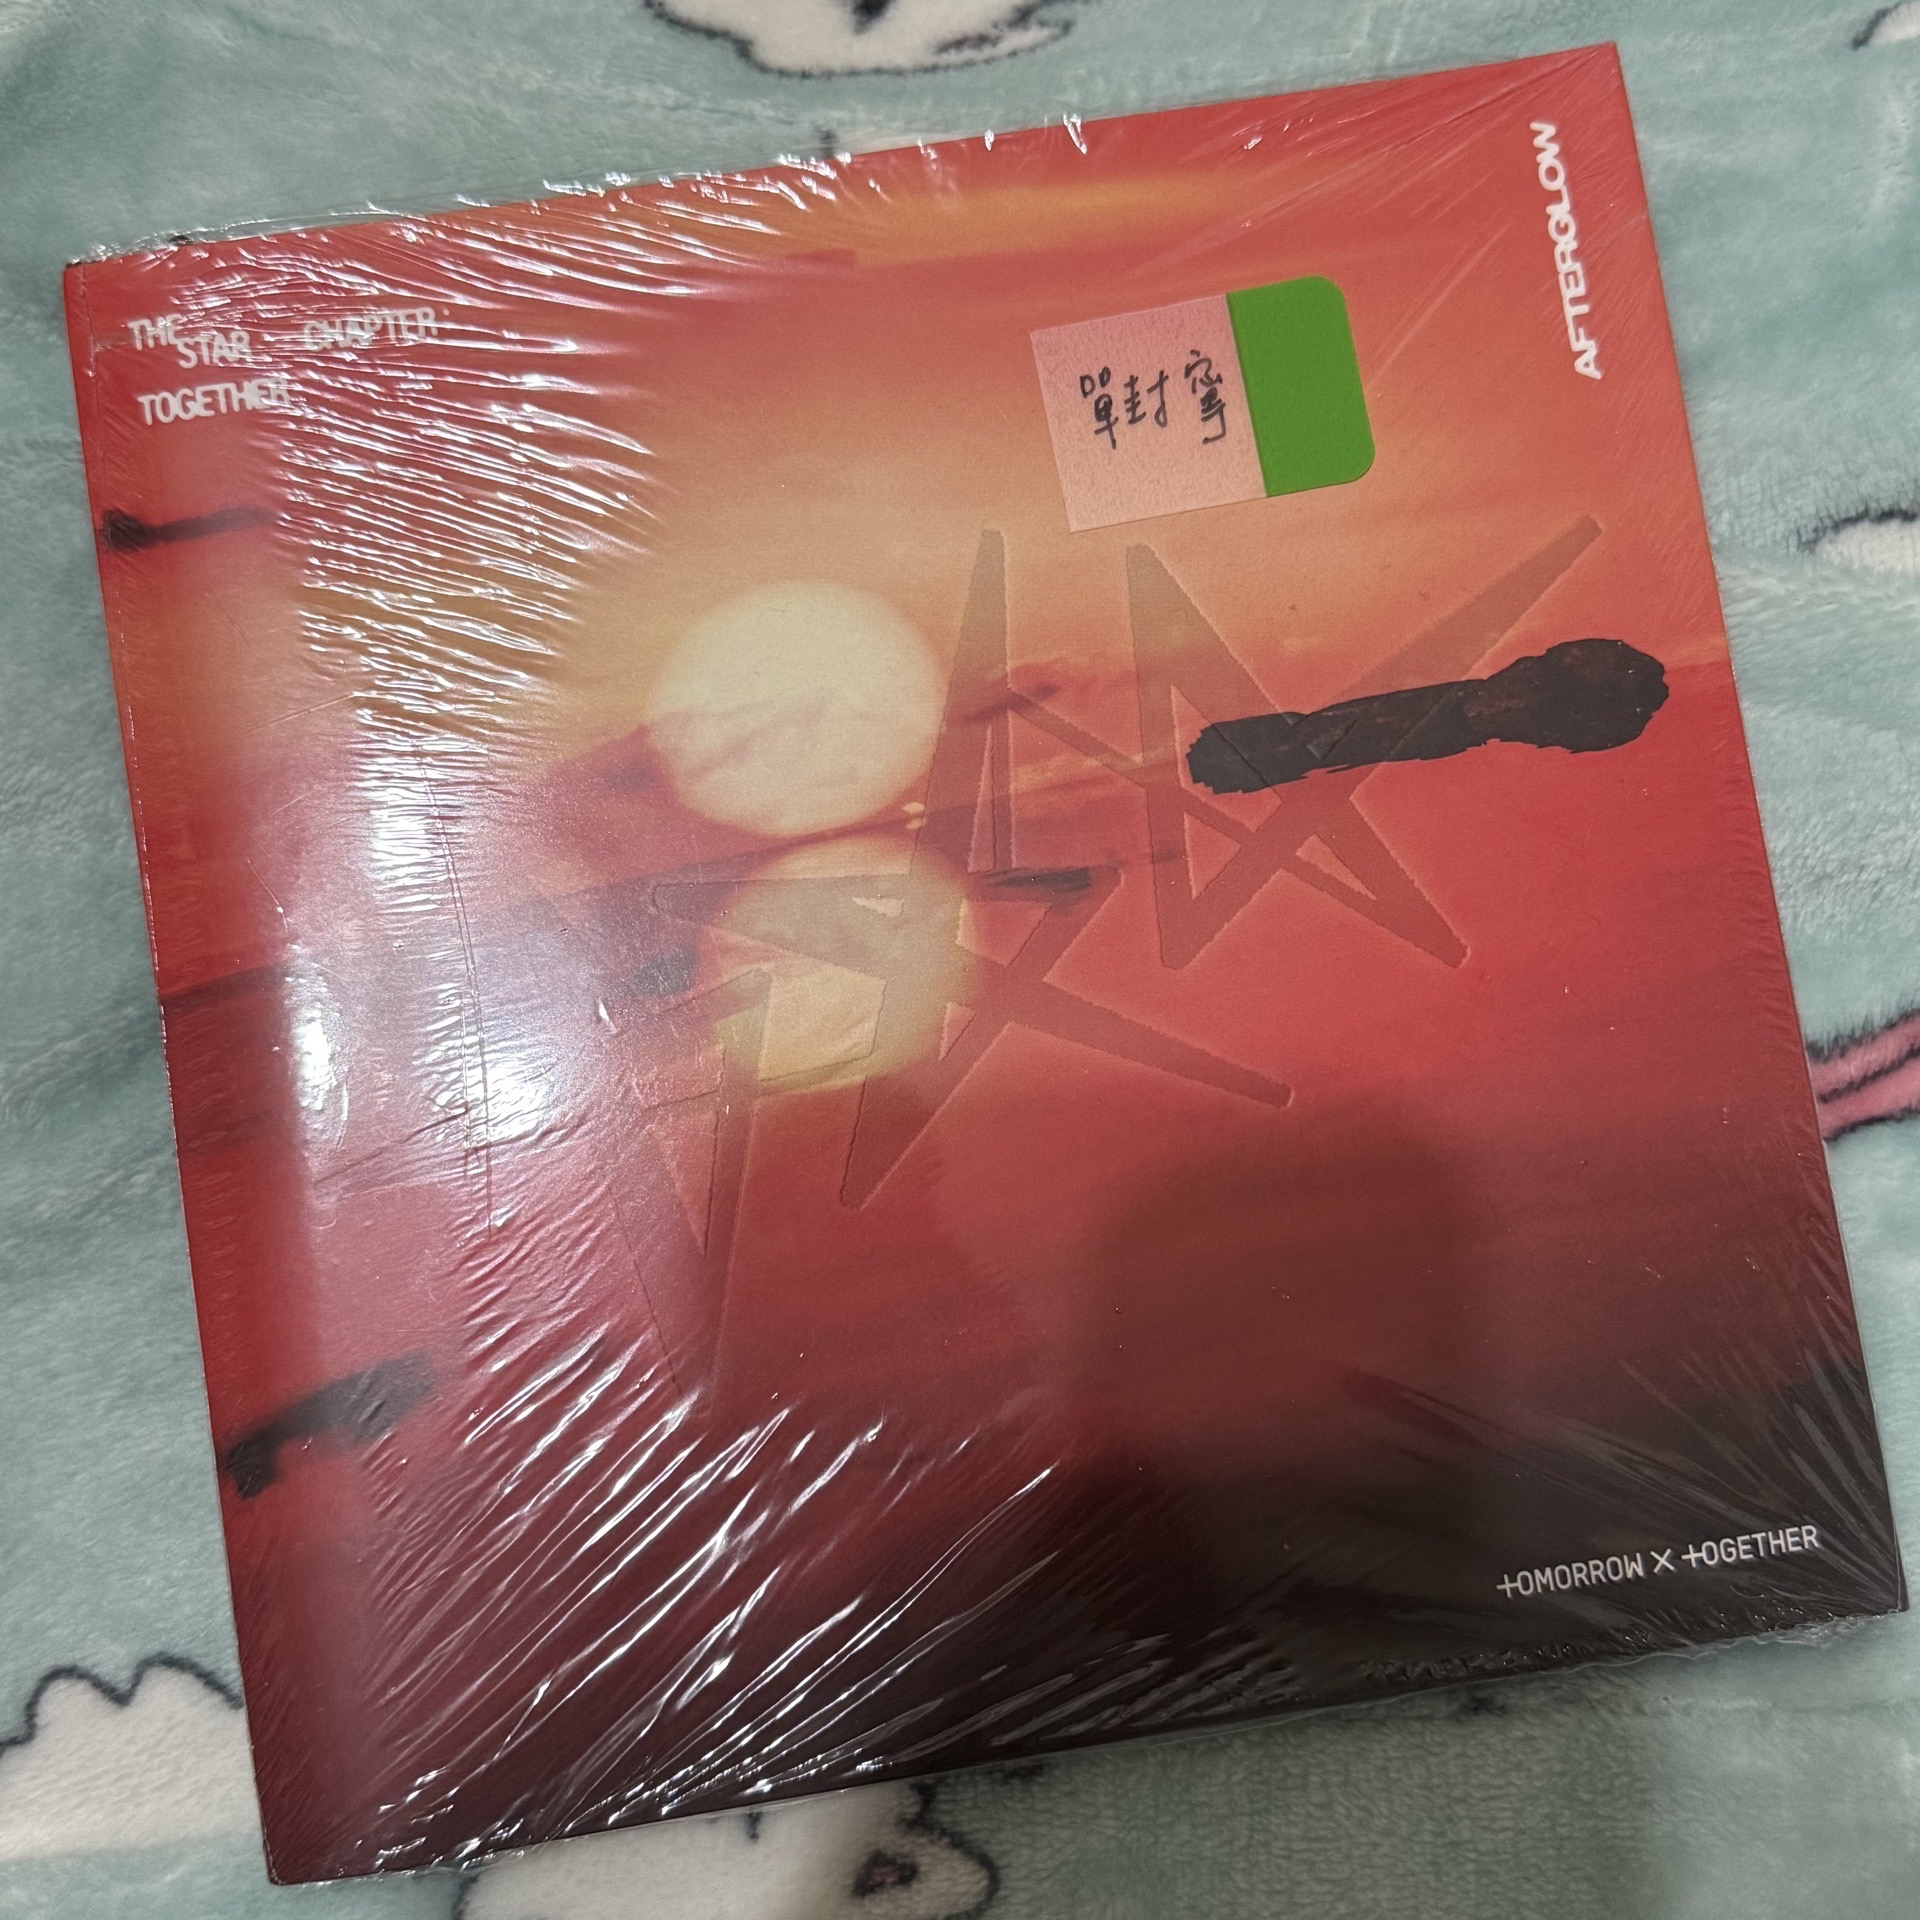 THE STAR CHAPTER
TOGETHER
AFTERGLOW
單封寧
TOMORROW X TOGETHER